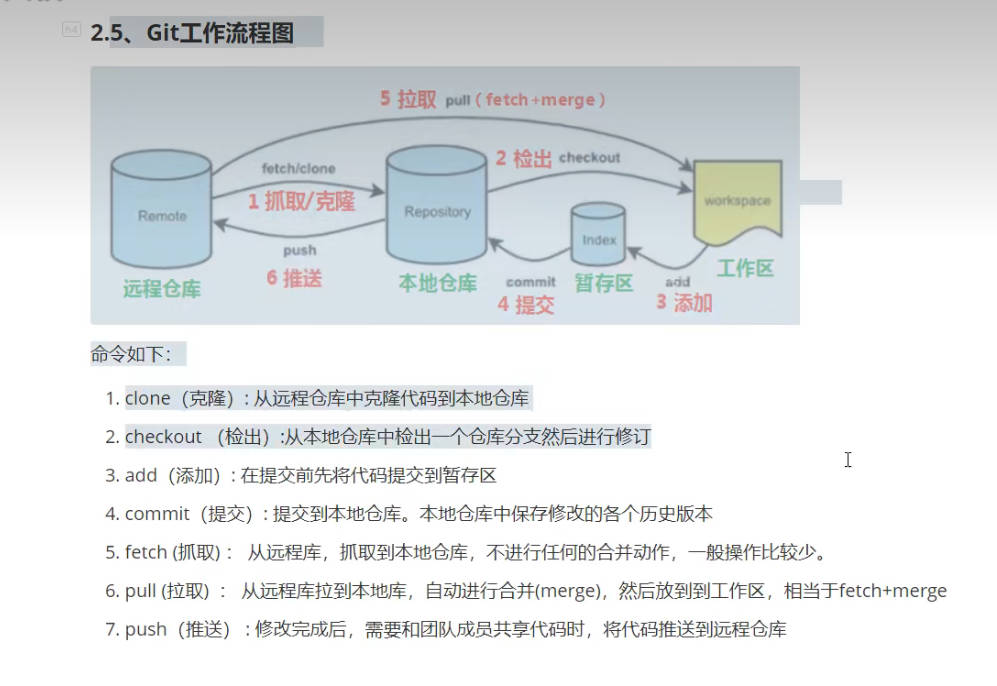 2.5、Git工作流程图
5 拉取 pull ( fetch+merge )
fetch/clone
2 检出 checkout
1 抓取/克隆
Remote
Repository
workspace
Index
push
6 推送
远程仓库
本地仓库
commit
4 提交
暂存区
add
3 添加
工作区
命令如下：
1. clone（克隆）: 从远程仓库中克隆代码到本地仓库
2. checkout （检出）:从本地仓库中检出一个仓库分支然后进行修订
3. add（添加）: 在提交前先将代码提交到暂存区
4. commit（提交）: 提交到本地仓库。本地仓库中保存修改的各个历史版本
5. fetch (抓取) ： 从远程库，抓取到本地仓库，不进行任何的合并动作，一般操作比较少。
6. pull (拉取) ： 从远程库拉到本地库，自动进行合并(merge)，然后放到到工作区，相当于fetch+merge
7. push（推送） : 修改完成后，需要和团队成员共享代码时，将代码推送到远程仓库